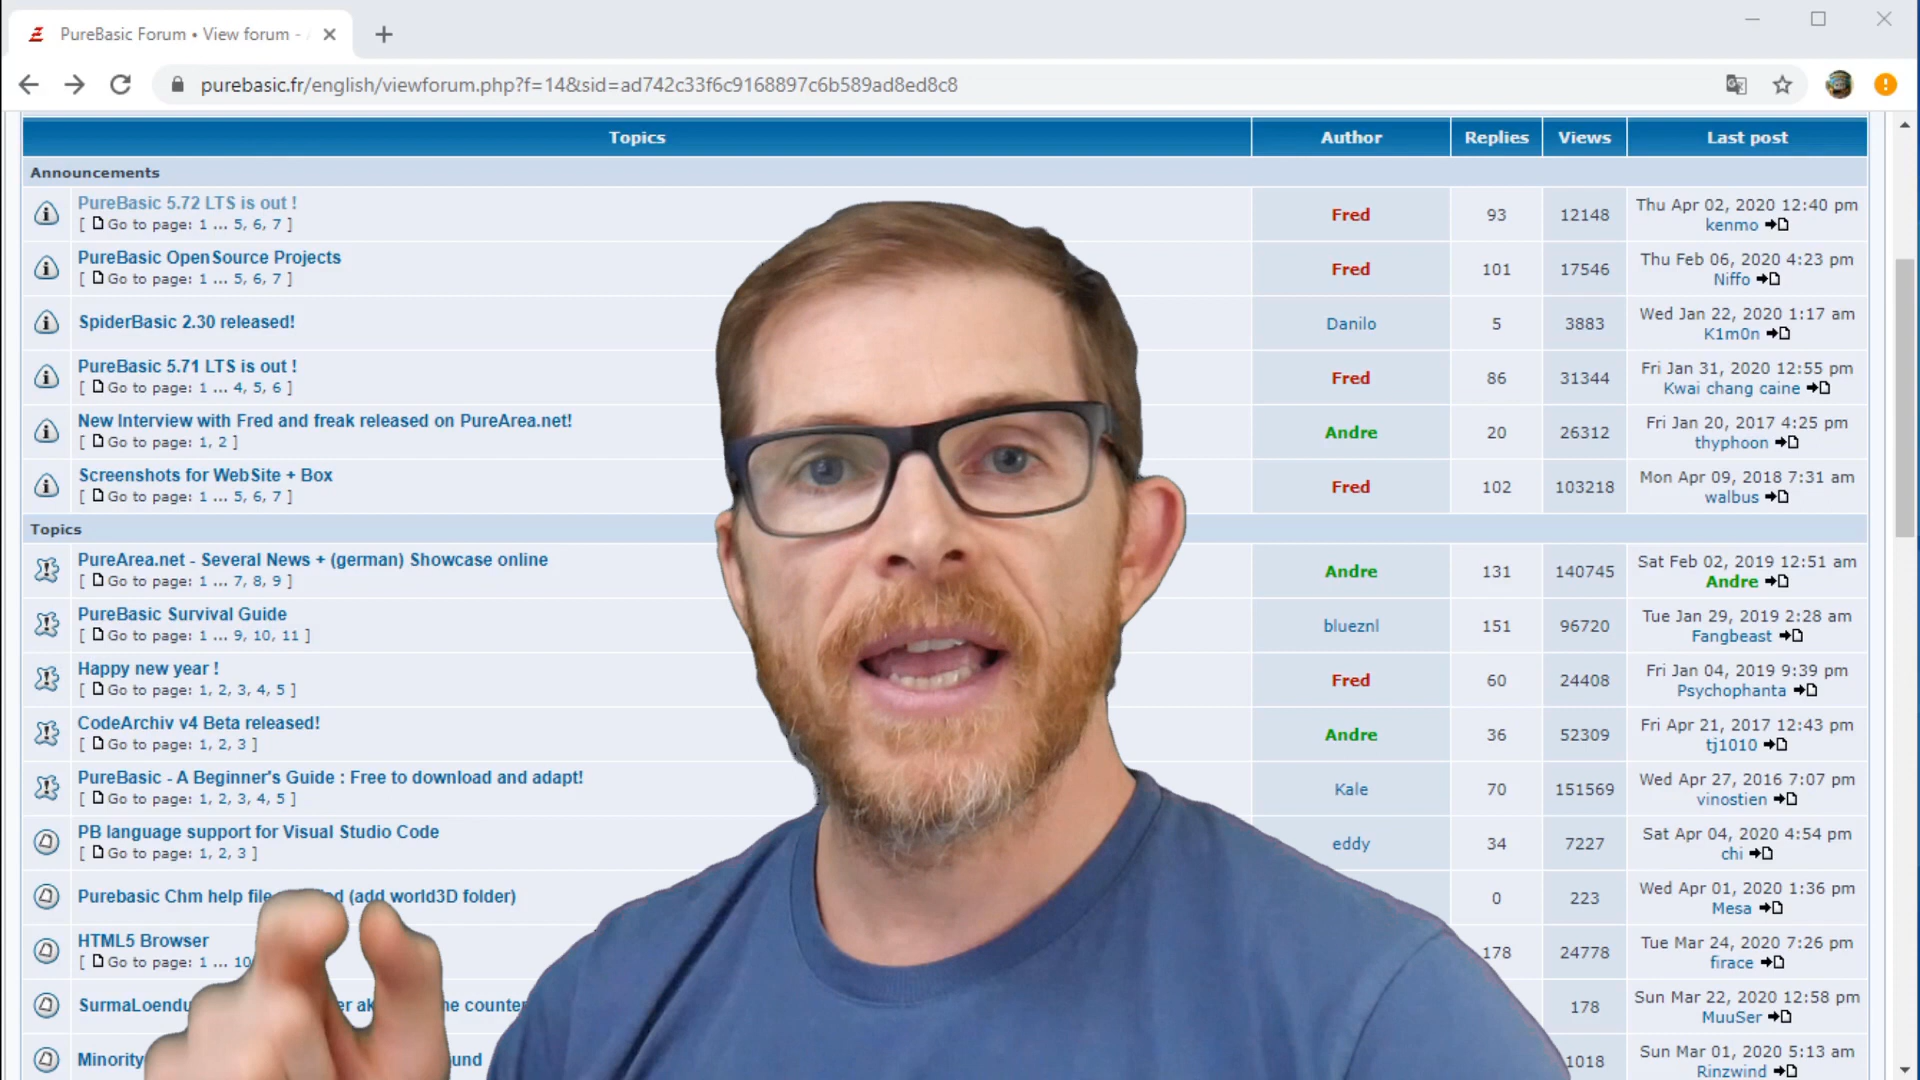 PureBasic Forum • View forum -
purebasic.fr/english/viewforum.php?f=14&sid=ad742c33f6c9168897c6b589ad8ed8c8
Topics Author Replies Views Last post
Announcements
PureBasic 5.72 LTS is out !
[ Go to page: 1 ... 5, 6, 7 ]
Fred 93 12148
Thu Apr 02, 2020 12:40 pm
kenmo
PureBasic OpenSource Projects
[ Go to page: 1 ... 5, 6, 7 ]
Fred 101 17546
Thu Feb 06, 2020 4:23 pm
Niffo
SpiderBasic 2.30 released!
Danilo 5 3883
Wed Jan 22, 2020 1:17 am
K1m0n
PureBasic 5.71 LTS is out !
[ Go to page: 1 ... 4, 5, 6 ]
Fred 86 31344
Fri Jan 31, 2020 12:55 pm
Kwai chang caine
New Interview with Fred and freak released on PureArea.net!
[ Go to page: 1, 2 ]
Andre 20 26312
Fri Jan 20, 2017 4:25 pm
thyphoon
Screenshots for WebSite + Box
[ Go to page: 1 ... 5, 6, 7 ]
Fred 102 103218
Mon Apr 09, 2018 7:31 am
walbus
Topics
PureArea.net - Several News + (german) Showcase online
[ Go to page: 1 ... 7, 8, 9 ]
Andre 131 140745
Sat Feb 02, 2019 12:51 am
Andre
PureBasic Survival Guide
[ Go to page: 1 ... 9, 10, 11 ]
blueznl 151 96720
Tue Jan 29, 2019 2:28 am
Fangbeast
Happy new year !
[ Go to page: 1, 2, 3, 4, 5 ]
Fred 60 24408
Fri Jan 04, 2019 9:39 pm
Psychophanta
CodeArchiv v4 Beta released!
[ Go to page: 1, 2, 3 ]
Andre 36 52309
Fri Apr 21, 2017 12:43 pm
tj1010
PureBasic - A Beginner's Guide : Free to download and adapt!
[ Go to page: 1, 2, 3, 4, 5 ]
Kale 70 151569
Wed Apr 27, 2016 7:07 pm
vinostien
PB language support for Visual Studio Code
[ Go to page: 1, 2, 3 ]
eddy 34 7227
Sat Apr 04, 2020 4:54 pm
chi
Purebasic Chm help file (add world3D folder)
0 223
Wed Apr 01, 2020 1:36 pm
Mesa
HTML5 Browser
[ Go to page: 1 ... 10
178 24778
Tue Mar 24, 2020 7:26 pm
firace
178
Sun Mar 22, 2020 12:58 pm
MuuSer
Minority
1018
Sun Mar 01, 2020 5:13 am
Rinzwind